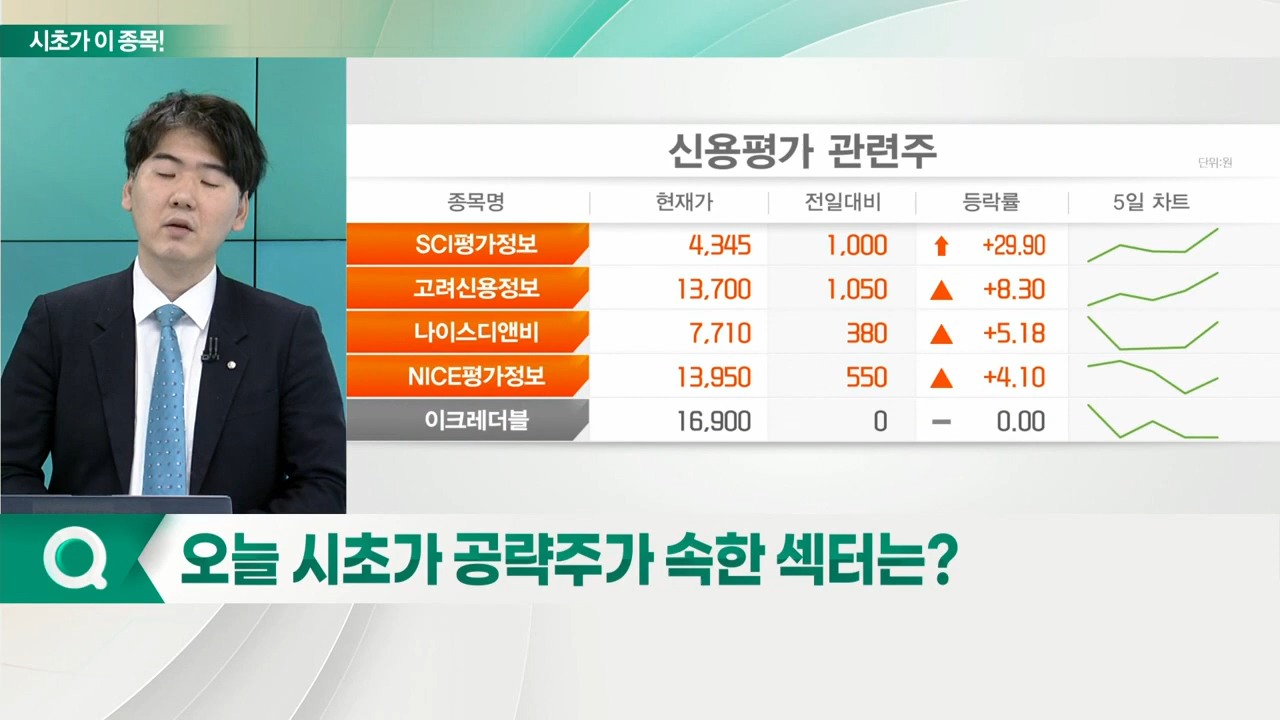 시초가 이 종목!
신용평가 관련주
단위:원
종목명 현재가 전일대비 등락률 5일 차트
SCI평가정보 4,345 1,000 +29.90
고려신용정보 13,700 1,050 ▲ +8.30
나이스디앤비 7,710 380 ▲ +5.18
NICE평가정보 13,950 550 ▲ +4.10
이크레더블 16,900 0 - 0.00
오늘 시초가 공략주가 속한 섹터는?